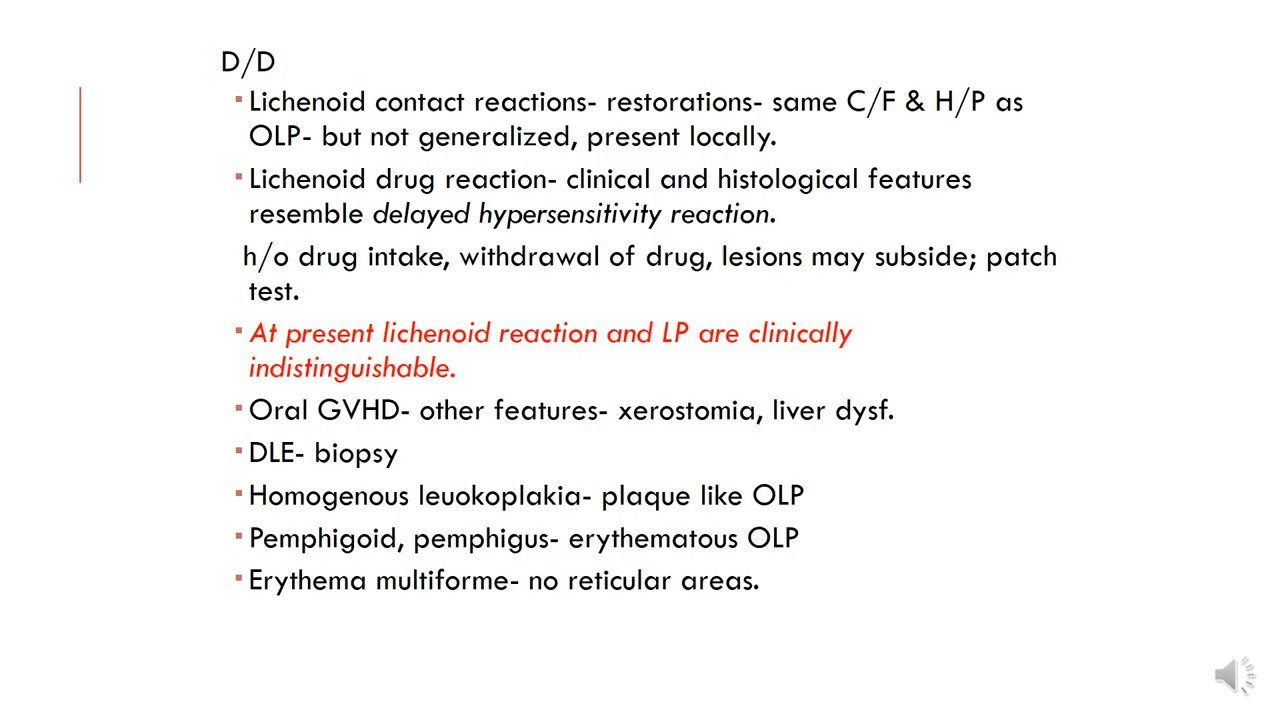 D/D
▪ Lichenoid contact reactions- restorations- same C/F & H/P as
OLP- but not generalized, present locally.
▪ Lichenoid drug reaction- clinical and histological features
resemble delayed hypersensitivity reaction.
h/o drug intake, withdrawal of drug, lesions may subside; patch
test.
▪ At present lichenoid reaction and LP are clinically
indistinguishable.
▪ Oral GVHD- other features- xerostomia, liver dysf.
▪ DLE- biopsy
▪ Homogenous leuokoplakia- plaque like OLP
▪ Pemphigoid, pemphigus- erythematous OLP
▪ Erythema multiforme- no reticular areas.